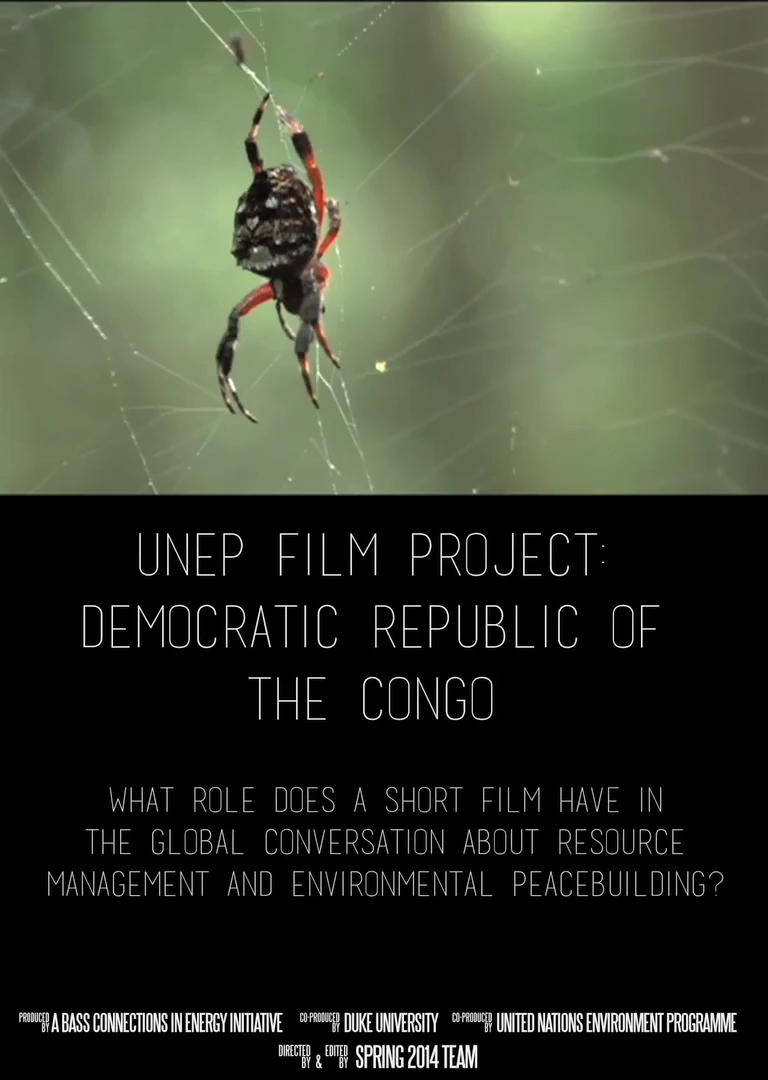 UNEP FILM PROJECT:
DEMOCRATIC REPUBLIC OF
THE CONGO
WHAT ROLE DOES A SHORT FILM HAVE IN
THE GLOBAL CONVERSATION ABOUT RESOURCE
MANAGEMENT AND ENVIRONMENTAL PEACEBUILDING?
PRODUCED BY A BASS CONNECTIONS IN ENERGY INITIATIVE CO-PRODUCED BY DUKE UNIVERSITY CO-PRODUCED BY UNITED NATIONS ENVIRONMENT PROGRAMME
DIRECTED BY & EDITED BY SPRING 2014 TEAM